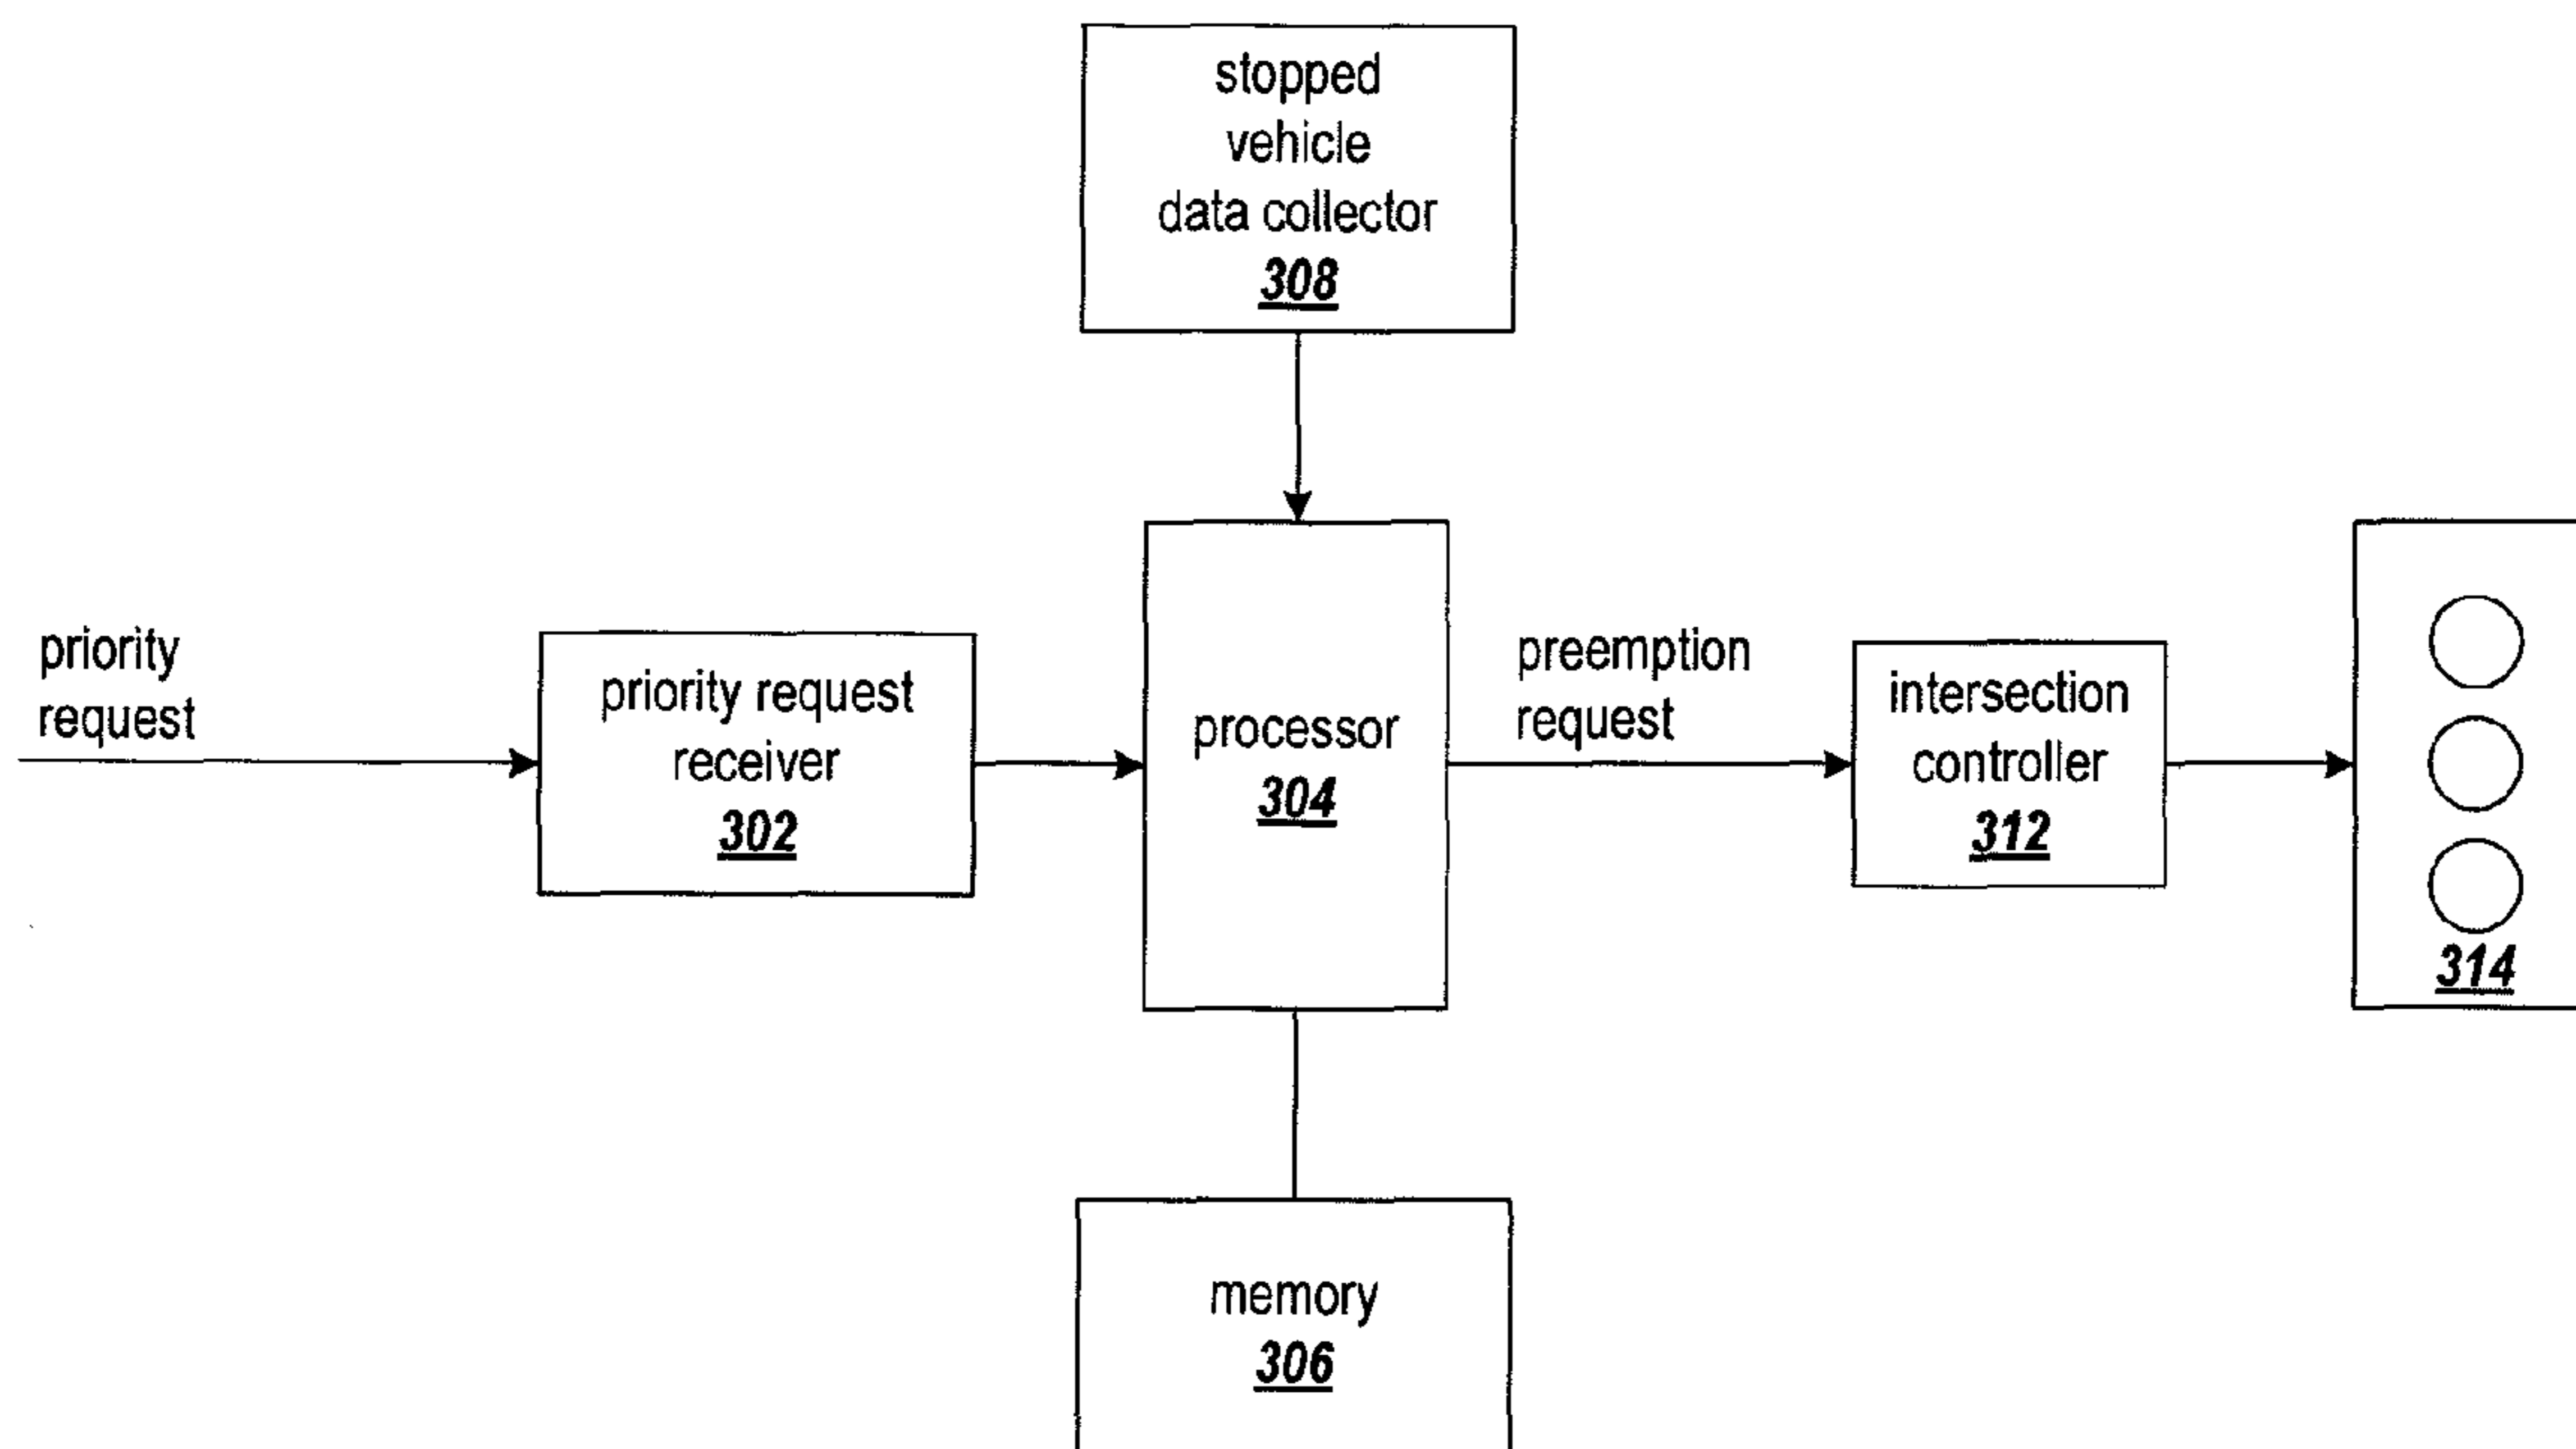 stopped
vehicle
data collector
308
priority
request
priority request
receiver
302
processor
304
preemption
request
intersection
controller
312
314
memory
306